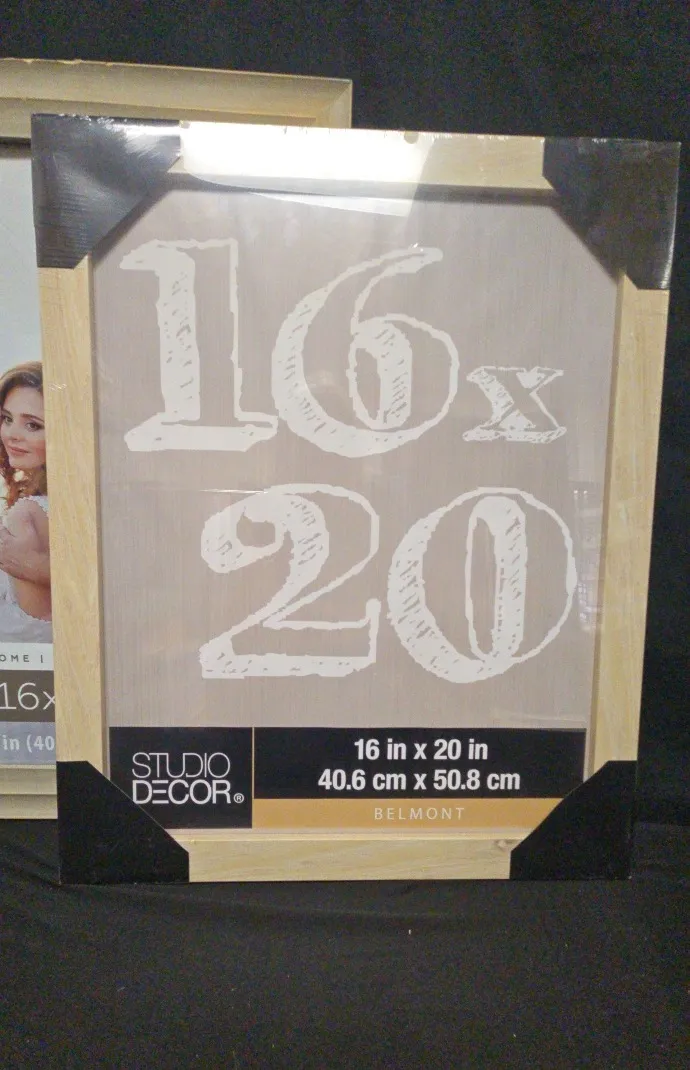 16x
20
STUDIO
DECOR®
16 in x 20 in
40.6 cm x 50.8 cm
BELMONT
OME |
16x
in (40